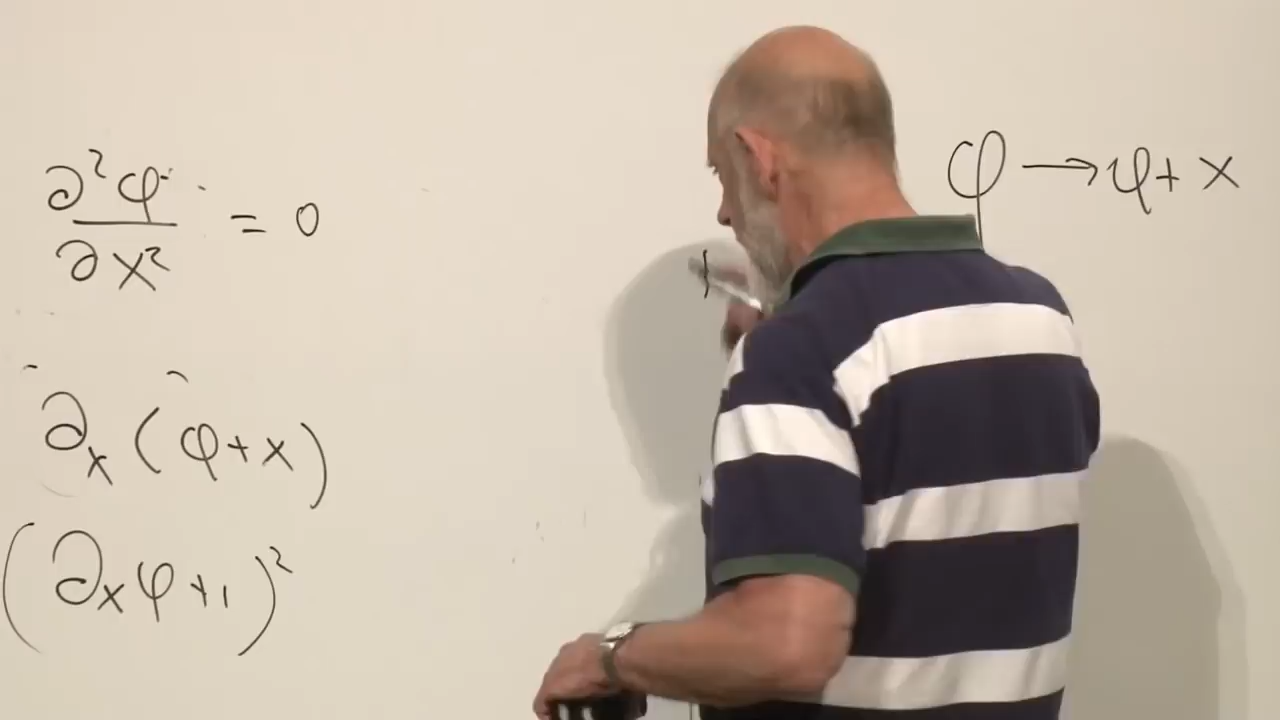 ∂²φ/∂x² = 0
φ → φ + x
∂ₓ(φ + x)
(∂ₓφ + 1)²